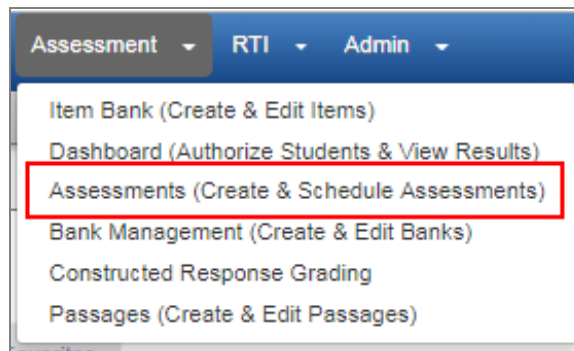 Assessment RTI Admin
Item Bank (Create & Edit Items)
Dashboard (Authorize Students & View Results)
Assessments (Create & Schedule Assessments)
Bank Management (Create & Edit Banks)
Constructed Response Grading
Passages (Create & Edit Passages)